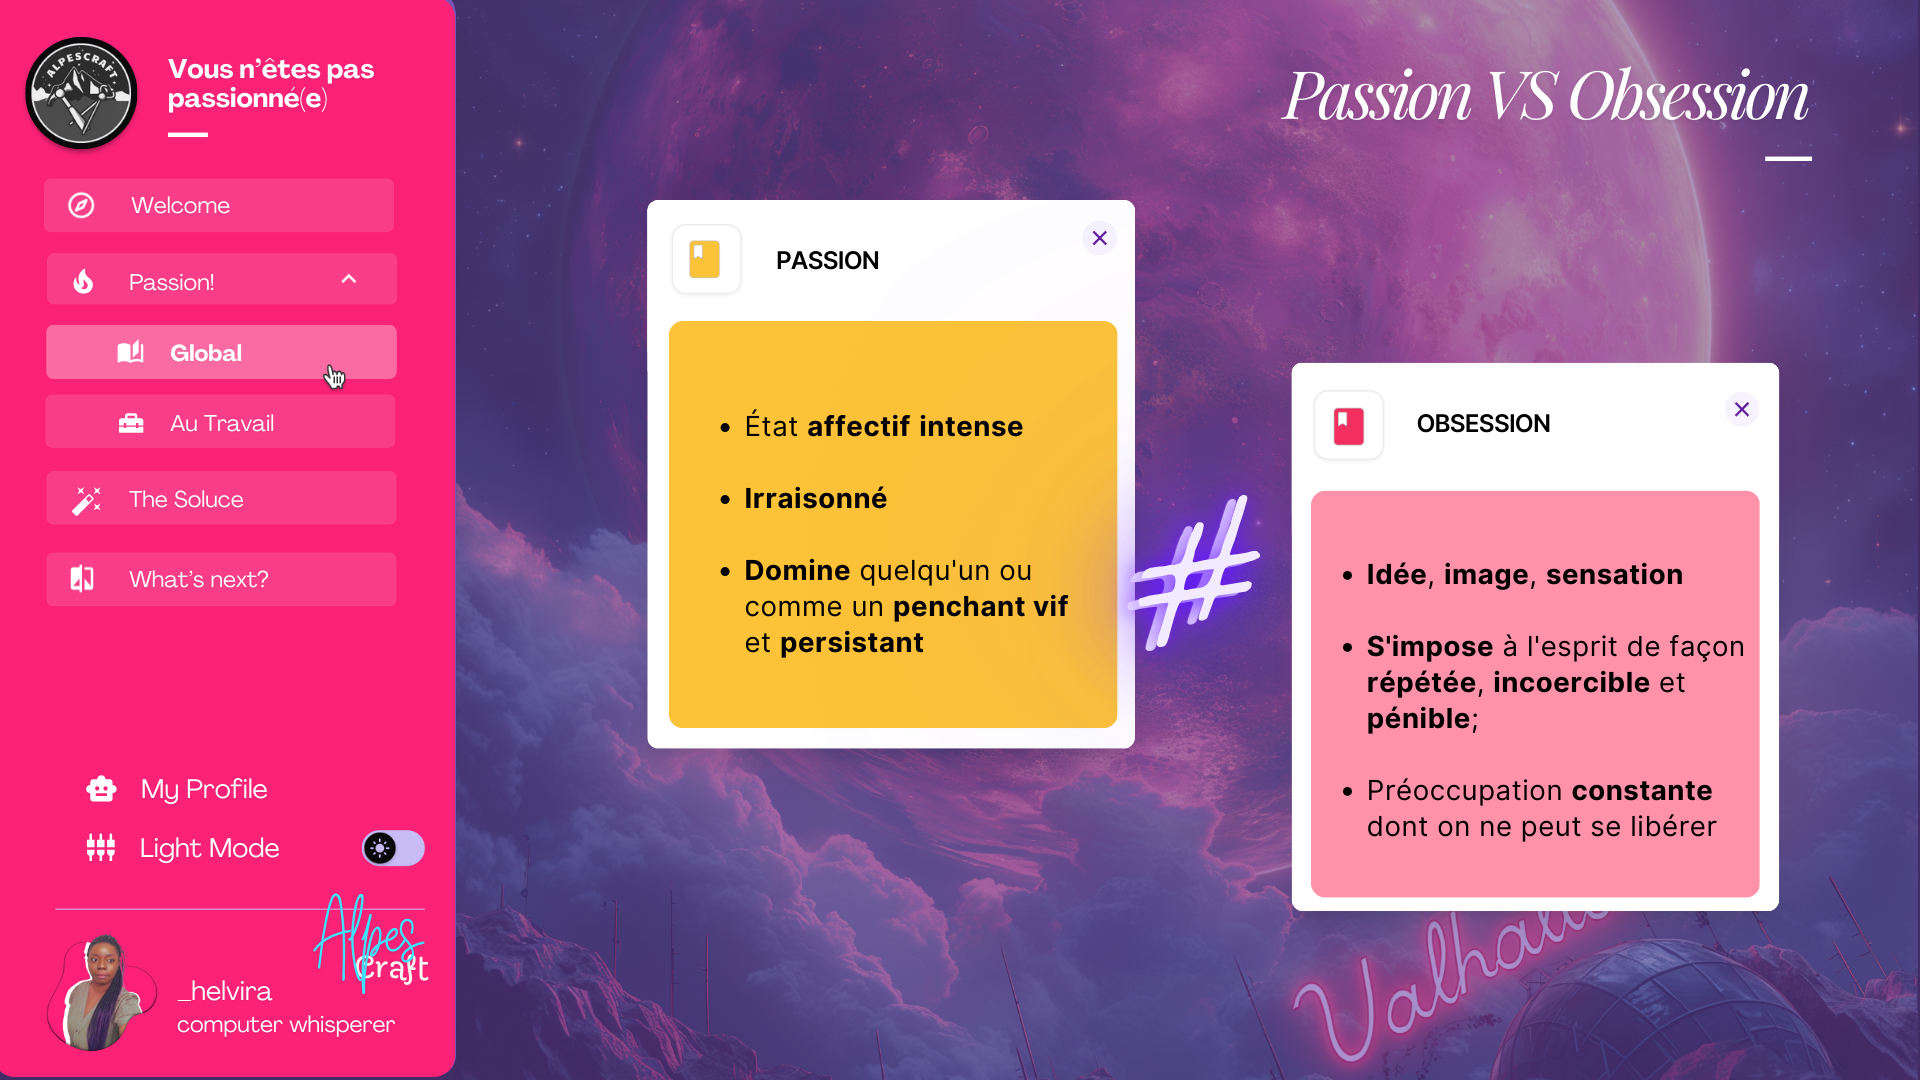 ALPESCRAFT
Vous n’êtes pas
passionné(e)
Welcome
Passion!
Global
Au Travail
The Soluce
What’s next?
My Profile
Light Mode
Alpes
Craft
_helvira
computer whisperer
Passion VS Obsession
PASSION
• État affectif intense
• Irraisonné
• Domine quelqu'un ou
comme un penchant vif
et persistant
#
OBSESSION
• Idée, image, sensation
• S'impose à l'esprit de façon
répétée, incoercible et
pénible;
• Préoccupation constante
dont on ne peut se libérer